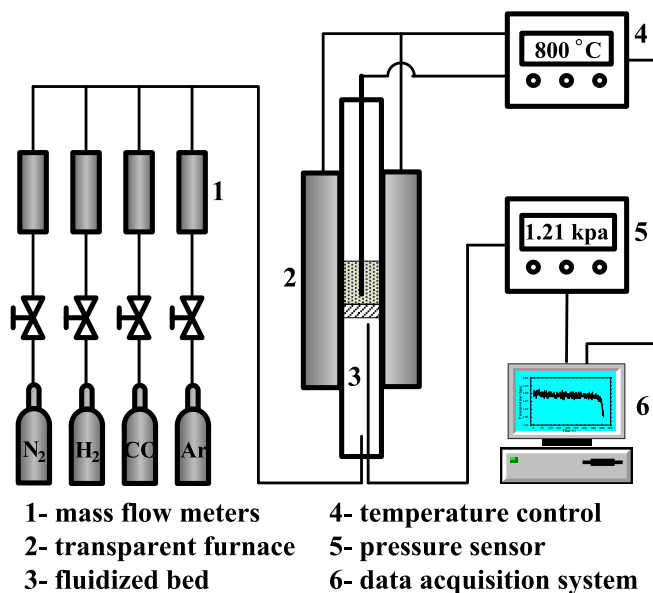 800 °C
4
1
1.21 kpa
5
2
3
6
N2
H2
CO
Ar
1- mass flow meters
4- temperature control
2- transparent furnace
5- pressure sensor
3- fluidized bed
6- data acquisition system